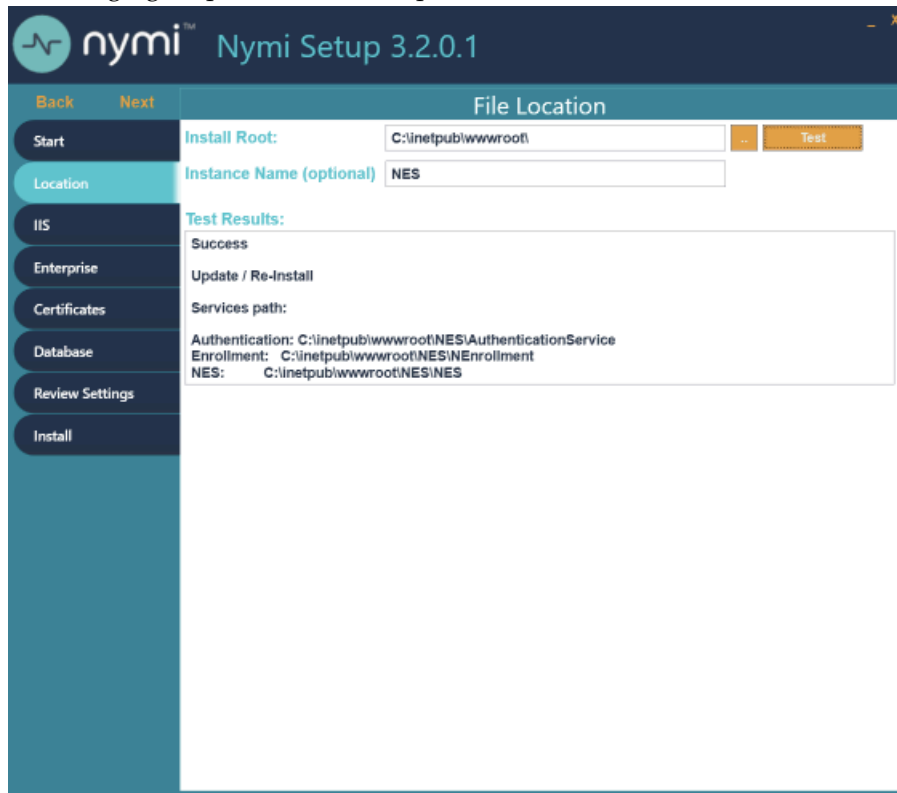 nymi™ Nymi Setup 3.2.0.1
Back Next
File Location
Start
Location
IIS
Enterprise
Certificates
Database
Review Settings
Install
Install Root: C:\inetpub\wwwroot\ .. Test
Instance Name (optional) NES
Test Results:
Success
Update / Re-Install
Services path:
Authentication: C:\inetpub\wwwroot\NES\AuthenticationService
Enrollment: C:\inetpub\wwwroot\NES\NEnrollment
NES: C:\inetpub\wwwroot\NES\NES